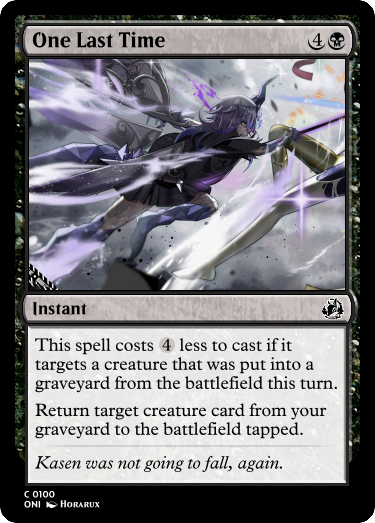 One Last Time 4
Instant
This spell costs 4 less to cast if it
targets a creature that was put into a
graveyard from the battlefield this turn.
Return target creature card from your
graveyard to the battlefield tapped.
Kasen was not going to fall, again.
C 0100
ONI Horarux